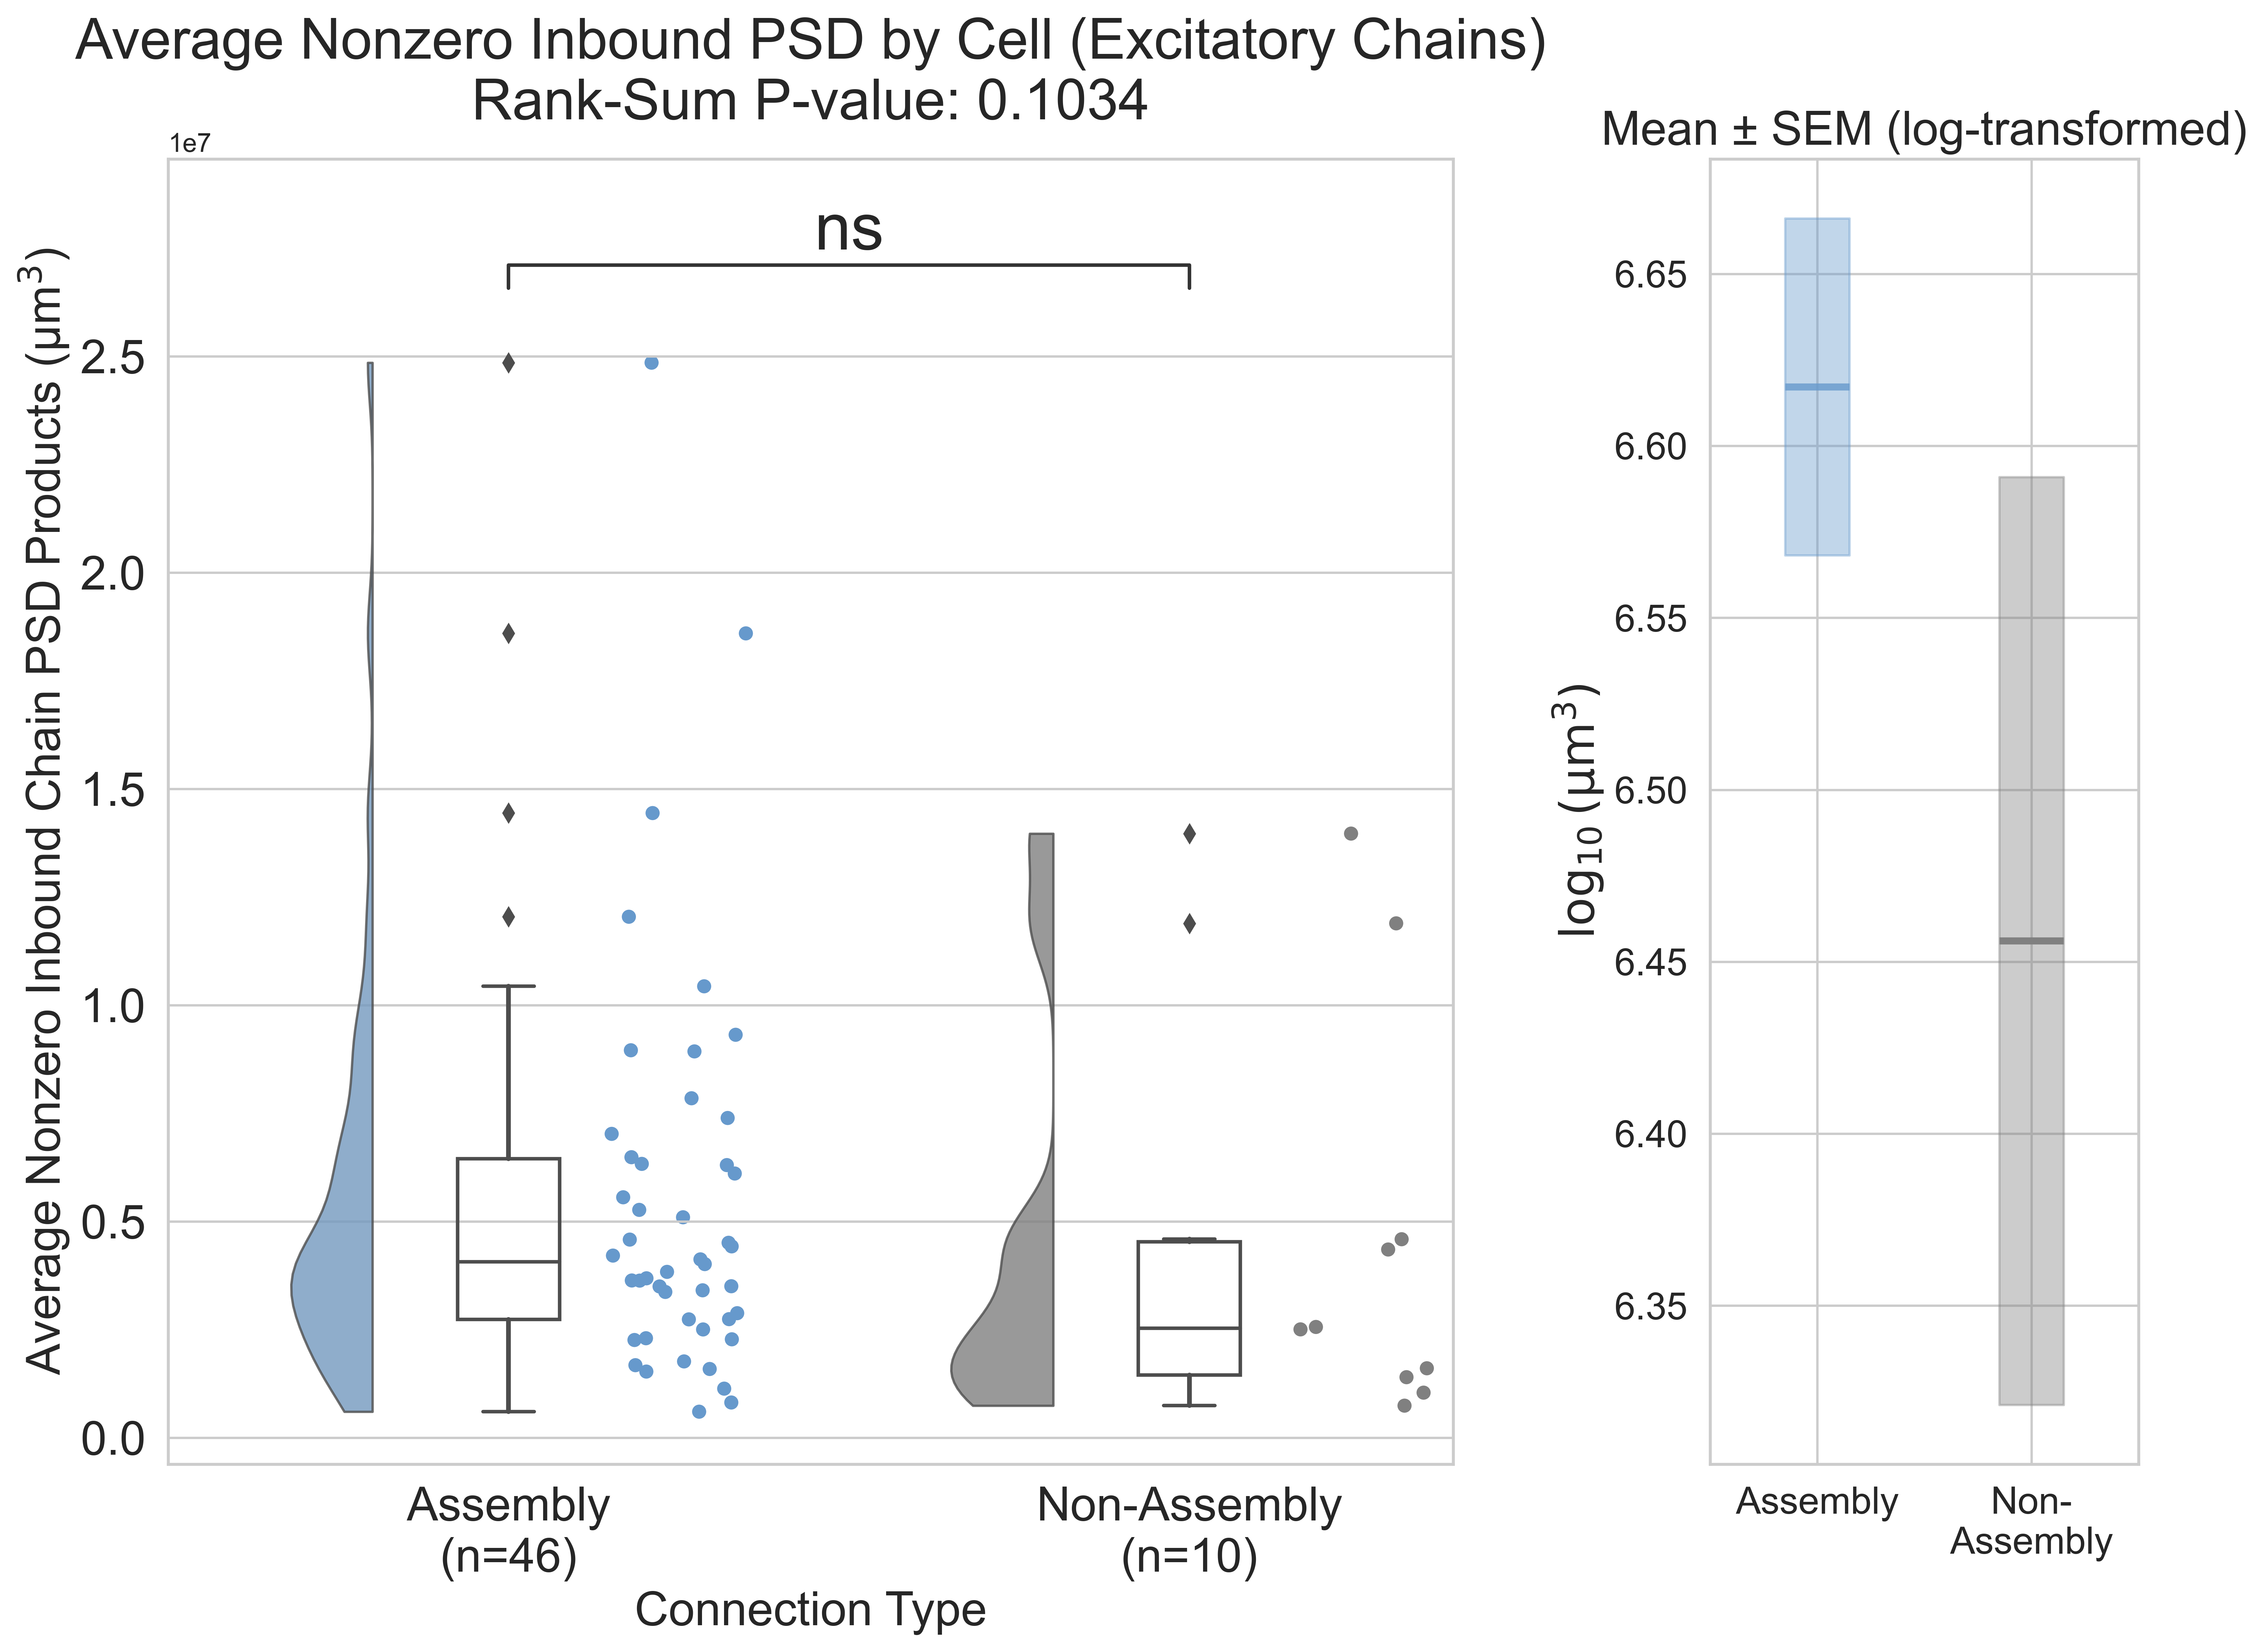 Average Nonzero Inbound PSD by Cell (Excitatory Chains)
Rank-Sum P-value: 0.1034
1e7
ns
Average Nonzero Inbound Chain PSD Products (µm³)
2.5
2.0
1.5
1.0
0.5
0.0
Assembly
(n=46)
Non-Assembly
(n=10)
Connection Type
Mean ± SEM (log-transformed)
log₁₀ (µm³)
6.65
6.60
6.55
6.50
6.45
6.40
6.35
Assembly
Non-
Assembly